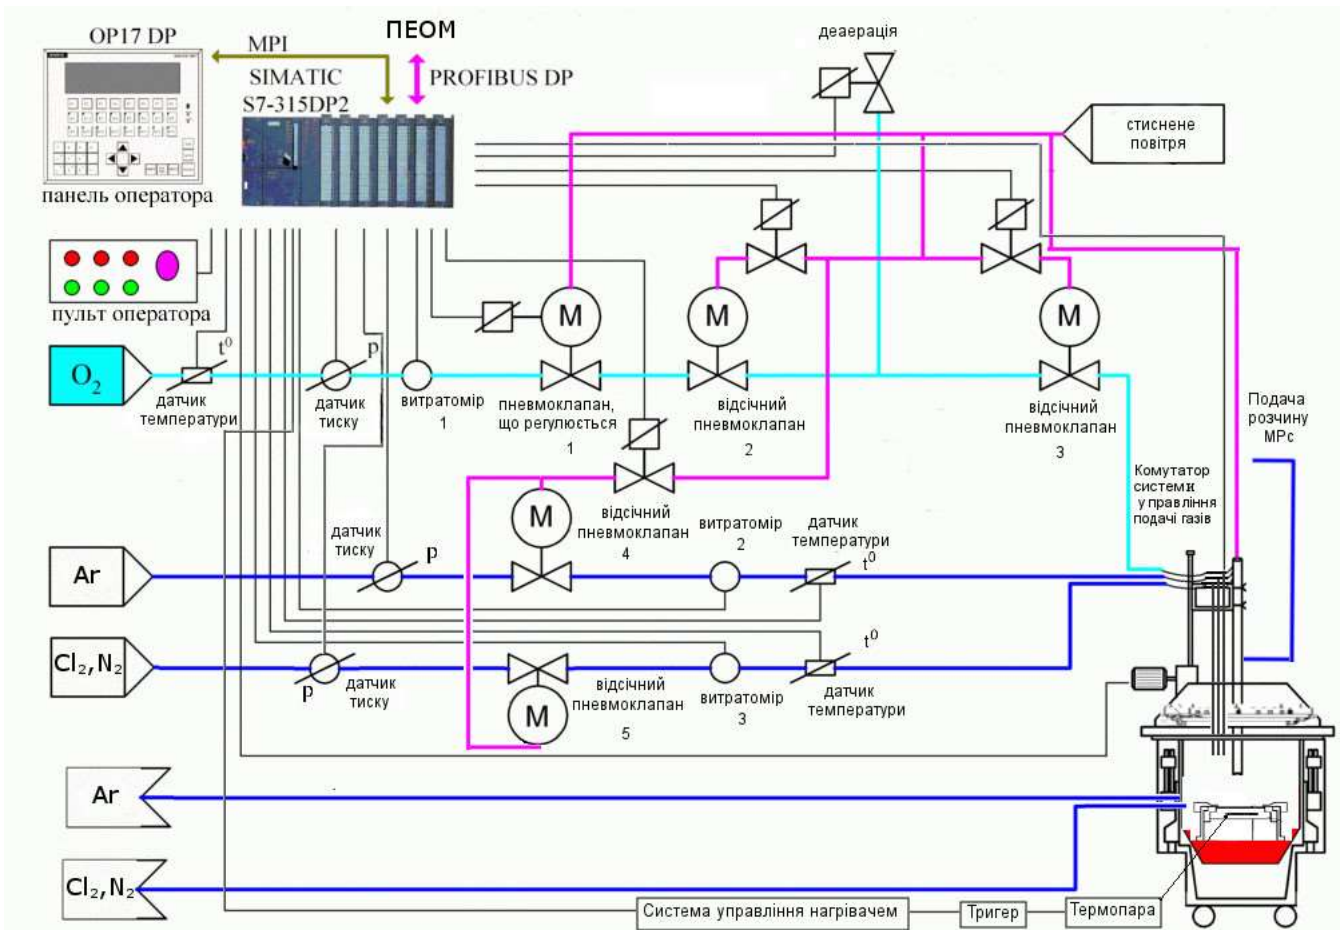 OP17 DP
MPI
ПЕОМ
PROFIBUS DP
SIMATIC
S7-315DP2
деаерація
стиснене
повітря
панель оператора
пульт оператора
O₂
t⁰
датчик
температури
p
датчик
тиску
витратомір
1
M
пневмоклапан,
що регулюється
1
M
відсічний
пневмоклапан
2
M
відсічний
пневмоклапан
3
Подача
розчину
МРс
Комутатор
системи
управління
подачі газів
Ar
датчик
тиску
p
M
відсічний
пневмоклапан
4
витратомір
2
датчик
температури
t⁰
Cl₂,N₂
p
датчик
тиску
M
відсічний
пневмоклапан
5
витратомір
3
t⁰
датчик
температури
Ar
Cl₂,N₂
Система управління нагрівачем
Тригер
Термопара